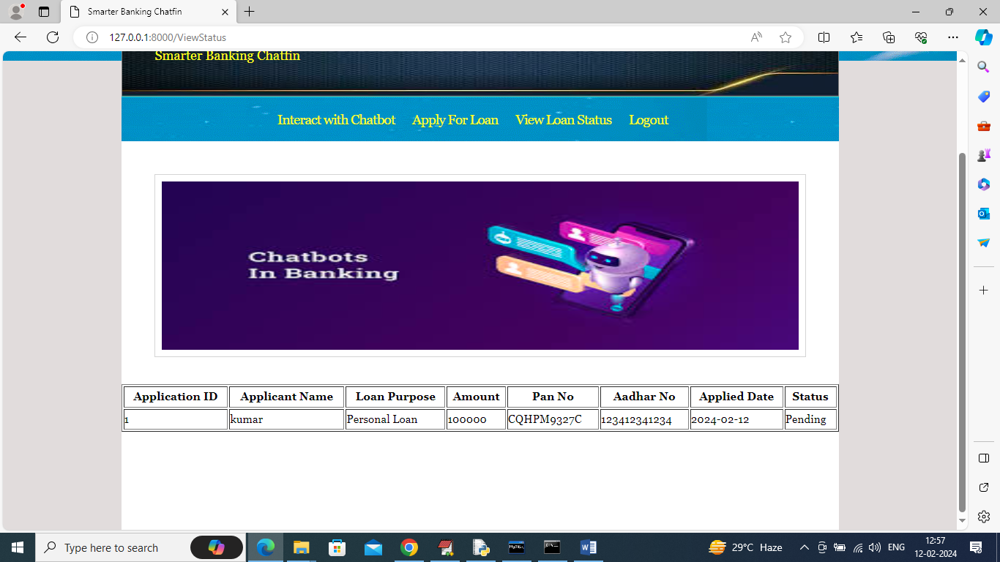 Smarter Banking Chatfin
127.0.0.1:8000/ViewStatus
Smarter Banking Chatfin
Interact with Chatbot Apply For Loan View Loan Status Logout
Chatbots
In Banking
Application ID Applicant Name Loan Purpose Amount Pan No Aadhar No Applied Date Status
1 kumar Personal Loan 100000 CQHPM9327C 123412341234 2024-02-12 Pending
Type here to search
29°C Haze
ENG
12:57
12-02-2024